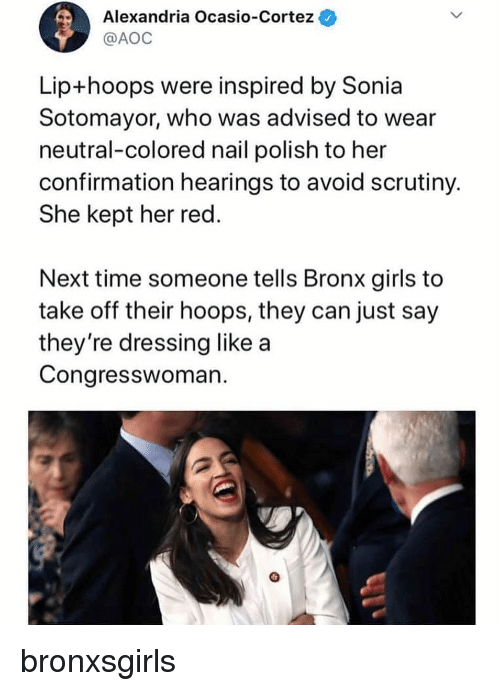 Alexandria Ocasio-Cortez
@AOC
Lip+hoops were inspired by Sonia
Sotomayor, who was advised to wear
neutral-colored nail polish to her
confirmation hearings to avoid scrutiny.
She kept her red.
Next time someone tells Bronx girls to
take off their hoops, they can just say
they're dressing like a
Congresswoman.
bronxsgirls